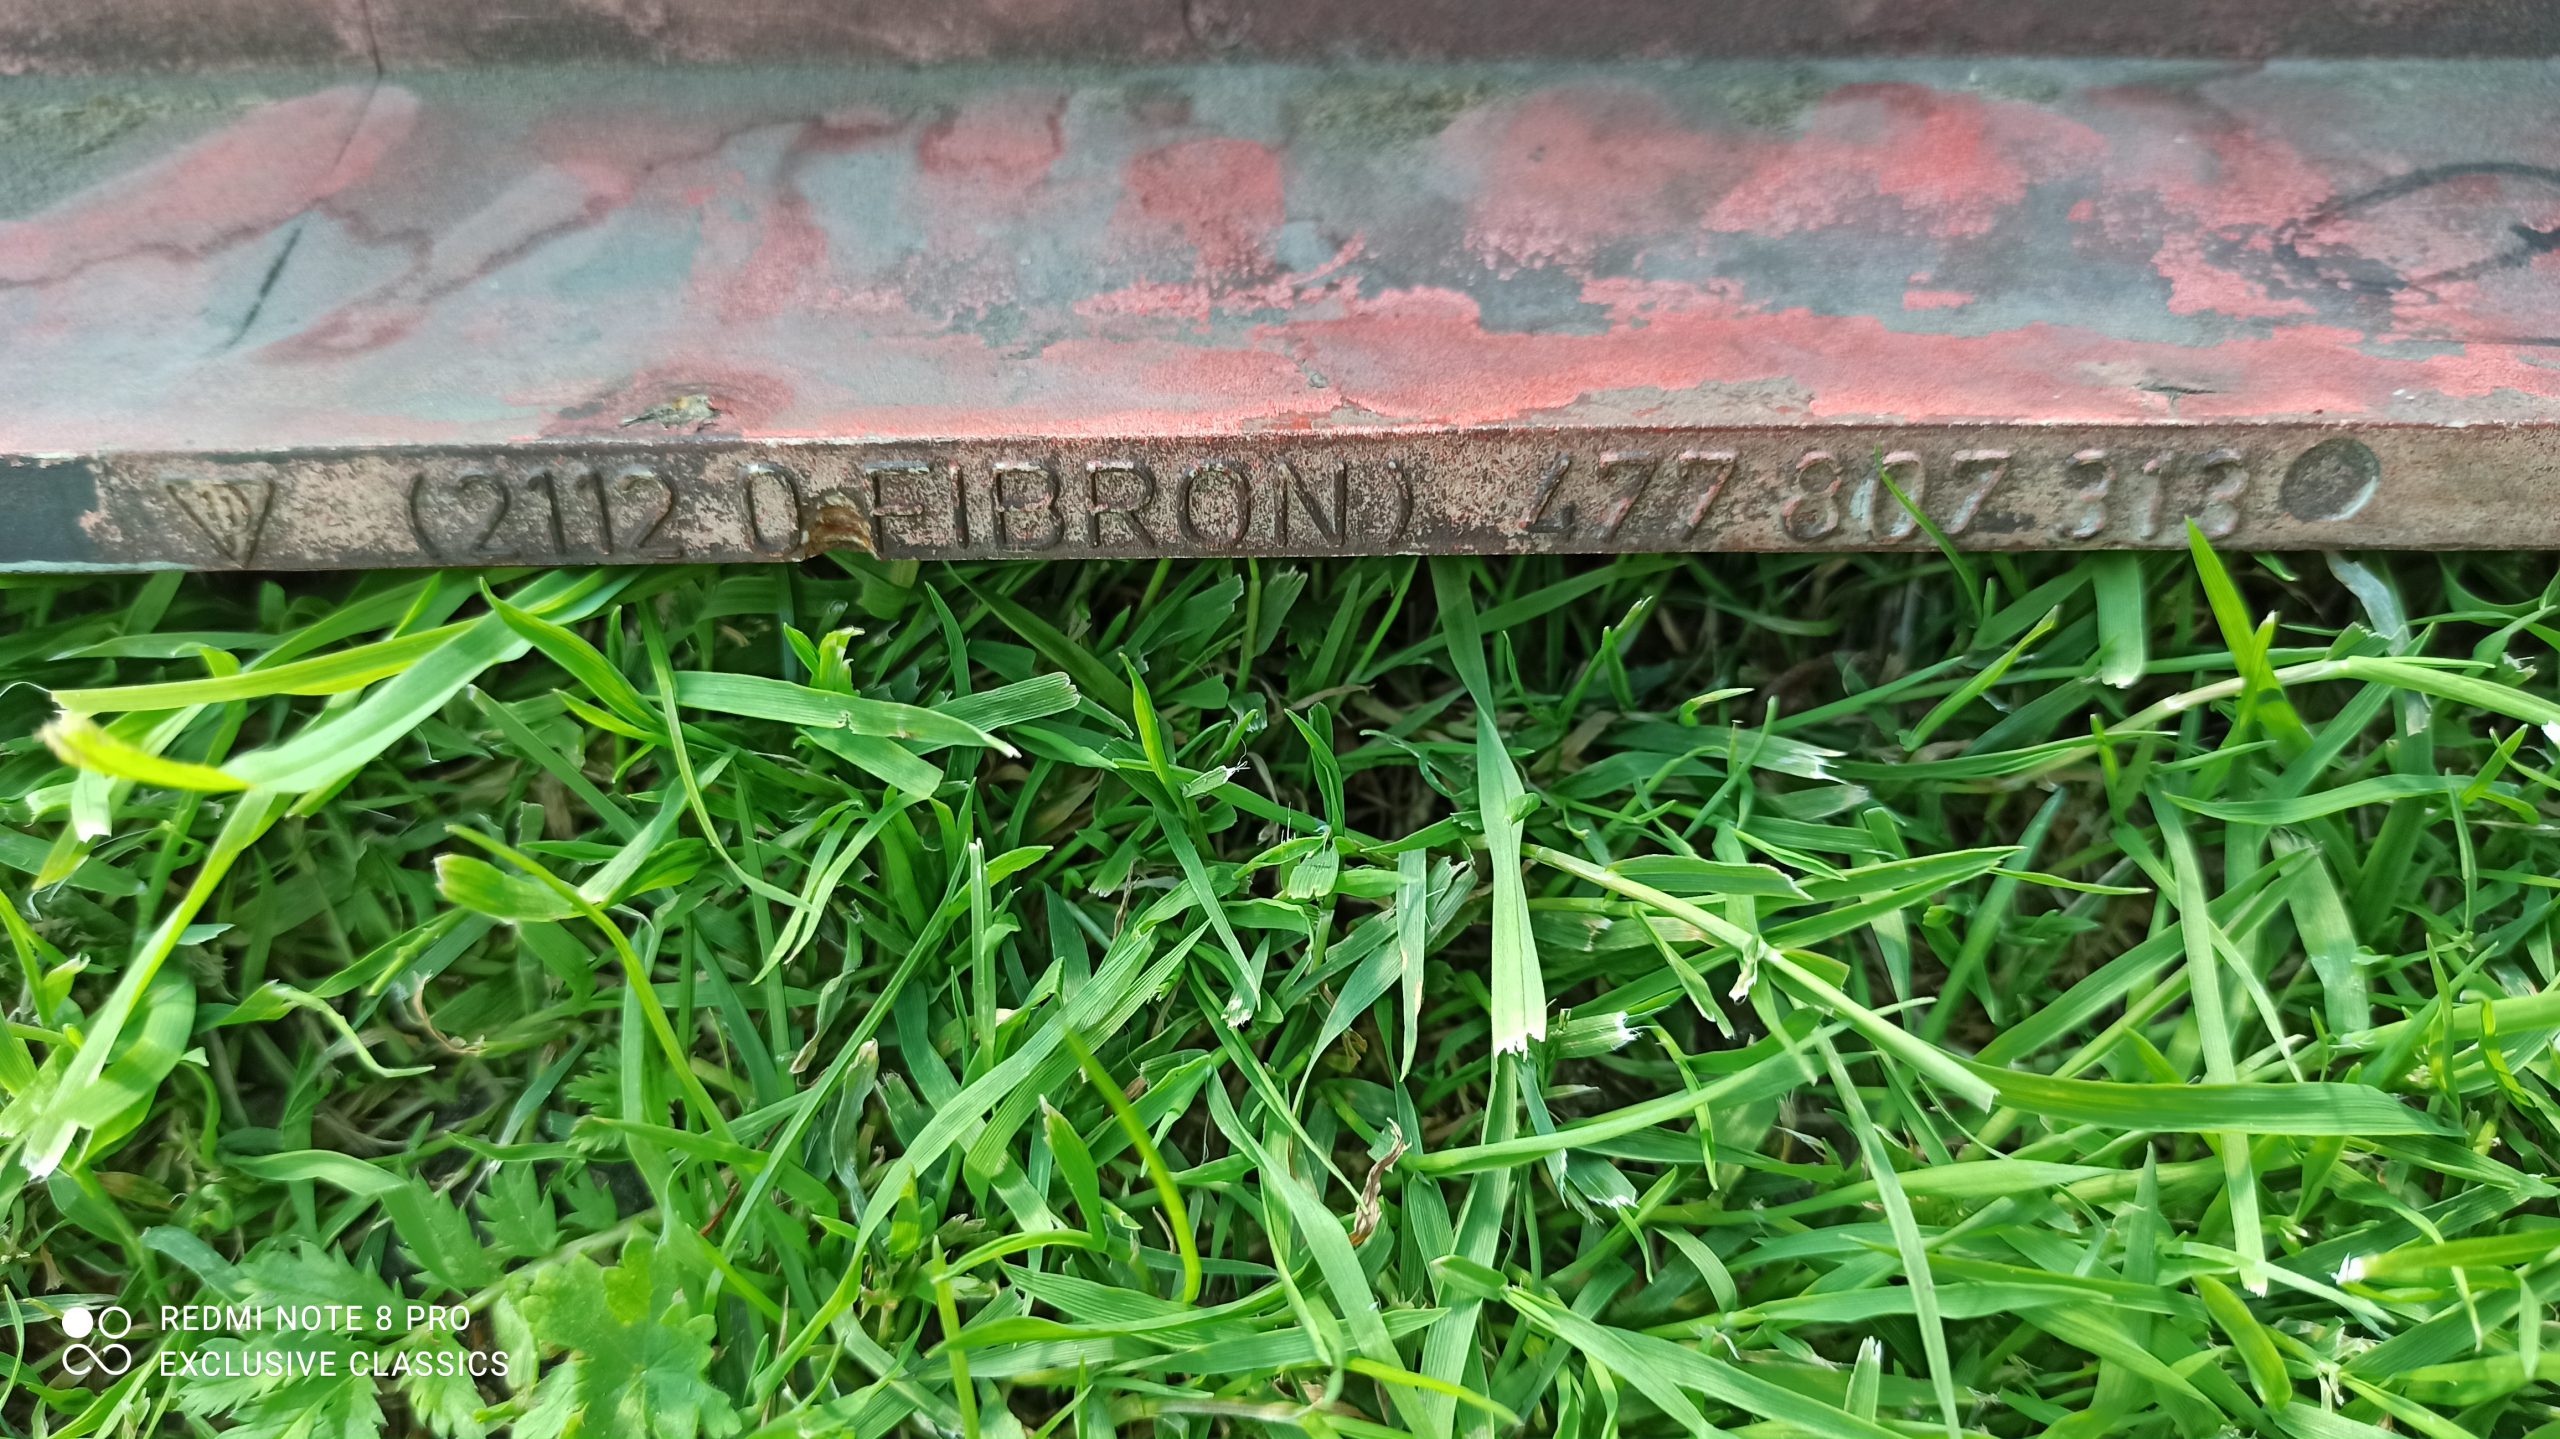 (2112 0 FIBRON) 477 807 313
REDMI NOTE 8 PRO
EXCLUSIVE CLASSICS